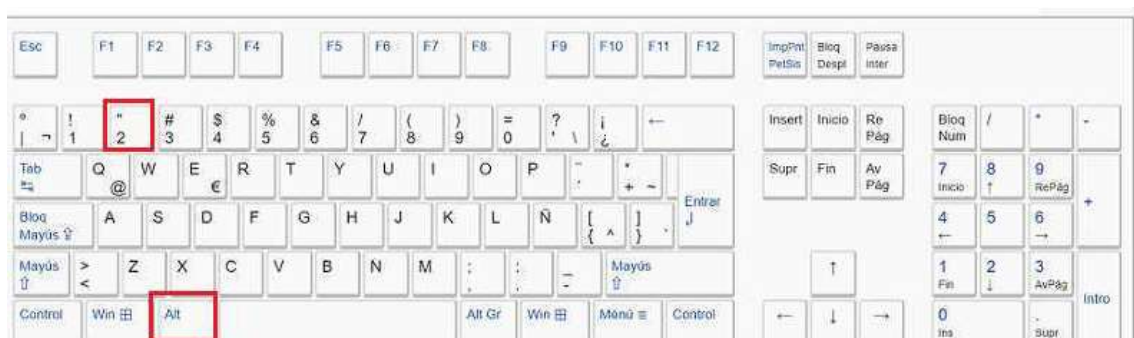 Esc F1 F2 F3 F4 F5 F6 F7 F8 F9 F10 F11 F12 ImpPnt Bloq Pausa
PetSis Despl Inter
° ! " # $ % & / ( ) = ? ¡ ← Insert Inicio Re Bloq / * -
| ¬ 1 2 3 4 5 6 7 8 9 0 ' \ ¿ Pág Num
Tab Q W E R T Y U I O P ¨ * Supr Fin Av 7 8 9
↹ @ € ´ + ~ Pág Inicio ↑ RePág +
Bloq A S D F G H J K L Ñ [ ] Entrar 4 5 6
Mayús ⇧ { ^ } ` ┘ ← →
Mayús > Z X C V B N M ; : _ Mayús ↑ 1 2 3
⇧ < , . - ⇧ Fin ↓ AvPág
Control Win ⊞ Alt Alt Gr Win ⊞ Menú ≡ Control ← ↓ → 0 . Intro
Ins Supr